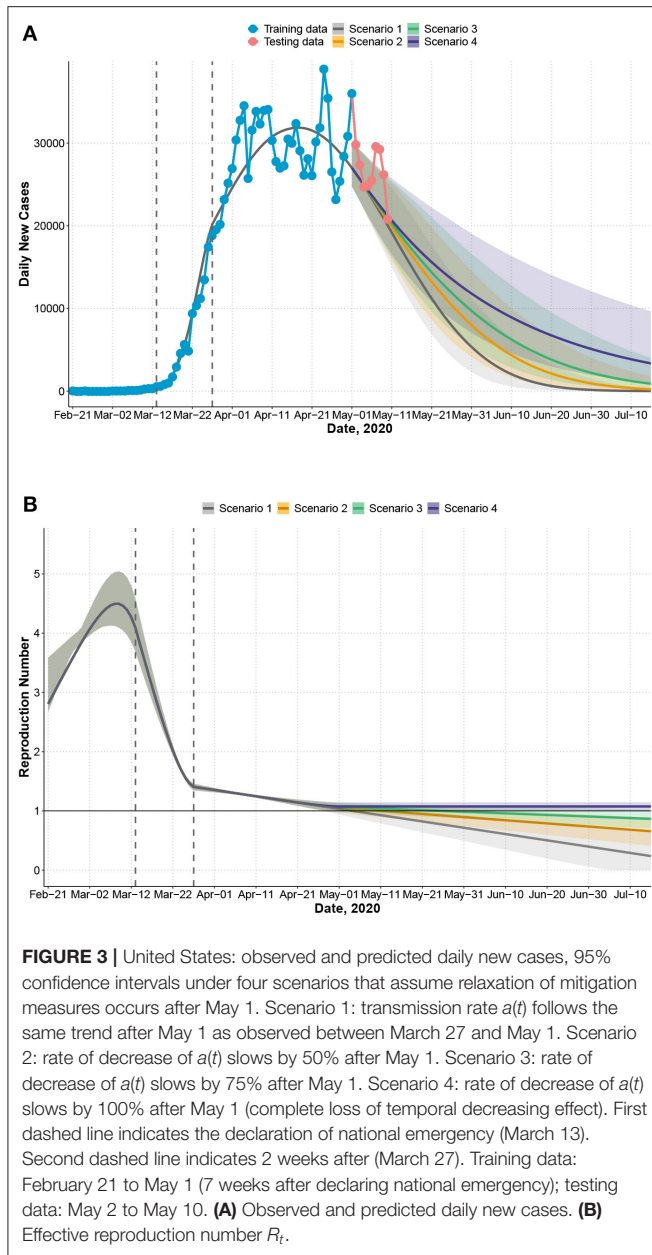 A
Training data Scenario 1 Scenario 3
Testing data Scenario 2 Scenario 4
Daily New Cases
30000
20000
10000
0
Feb−21 Mar−02 Mar−12 Mar−22 Apr−01 Apr−11 Apr−21 May−01 May−11 May−21 May−31 Jun−10 Jun−20 Jun−30 Jul−10
Date, 2020
B
Scenario 1 Scenario 2 Scenario 3 Scenario 4
Reproduction Number
5
4
3
2
1
0
Feb−21 Mar−02 Mar−12 Mar−22 Apr−01 Apr−11 Apr−21 May−01 May−11 May−21 May−31 Jun−10 Jun−20 Jun−30 Jul−10
Date, 2020
FIGURE 3 | United States: observed and predicted daily new cases, 95%
confidence intervals under four scenarios that assume relaxation of mitigation
measures occurs after May 1. Scenario 1: transmission rate a(t) follows the
same trend after May 1 as observed between March 27 and May 1. Scenario
2: rate of decrease of a(t) slows by 50% after May 1. Scenario 3: rate of
decrease of a(t) slows by 75% after May 1. Scenario 4: rate of decrease of a(t)
slows by 100% after May 1 (complete loss of temporal decreasing effect). First
dashed line indicates the declaration of national emergency (March 13).
Second dashed line indicates 2 weeks after (March 27). Training data:
February 21 to May 1 (7 weeks after declaring national emergency); testing
data: May 2 to May 10. (A) Observed and predicted daily new cases. (B)
Effective reproduction number Rt.